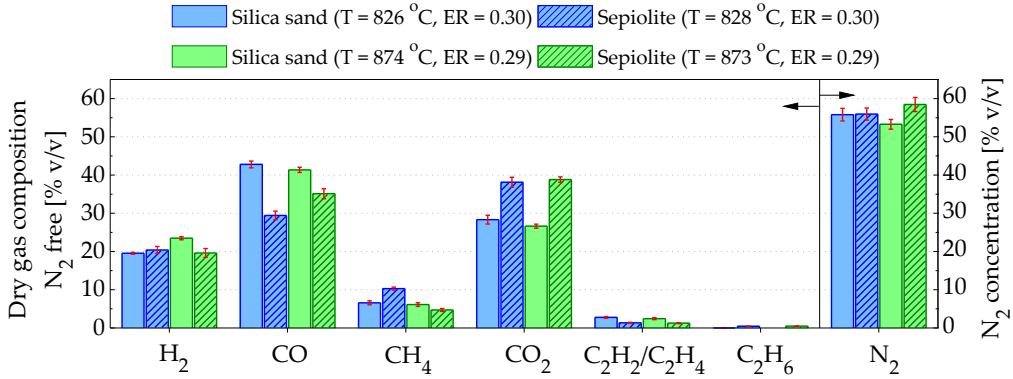 Silica sand (T = 826 °C, ER = 0.30) Sepiolite (T = 828 °C, ER = 0.30)
Silica sand (T = 874 °C, ER = 0.29) Sepiolite (T = 873 °C, ER = 0.29)
Dry gas composition
N₂ free [% v/v]
60
50
40
30
20
10
0
60
50
40
30
20
10
0
N₂ concentration [% v/v]
H₂ CO CH₄ CO₂ C₂H₂/C₂H₄ C₂H₆ N₂